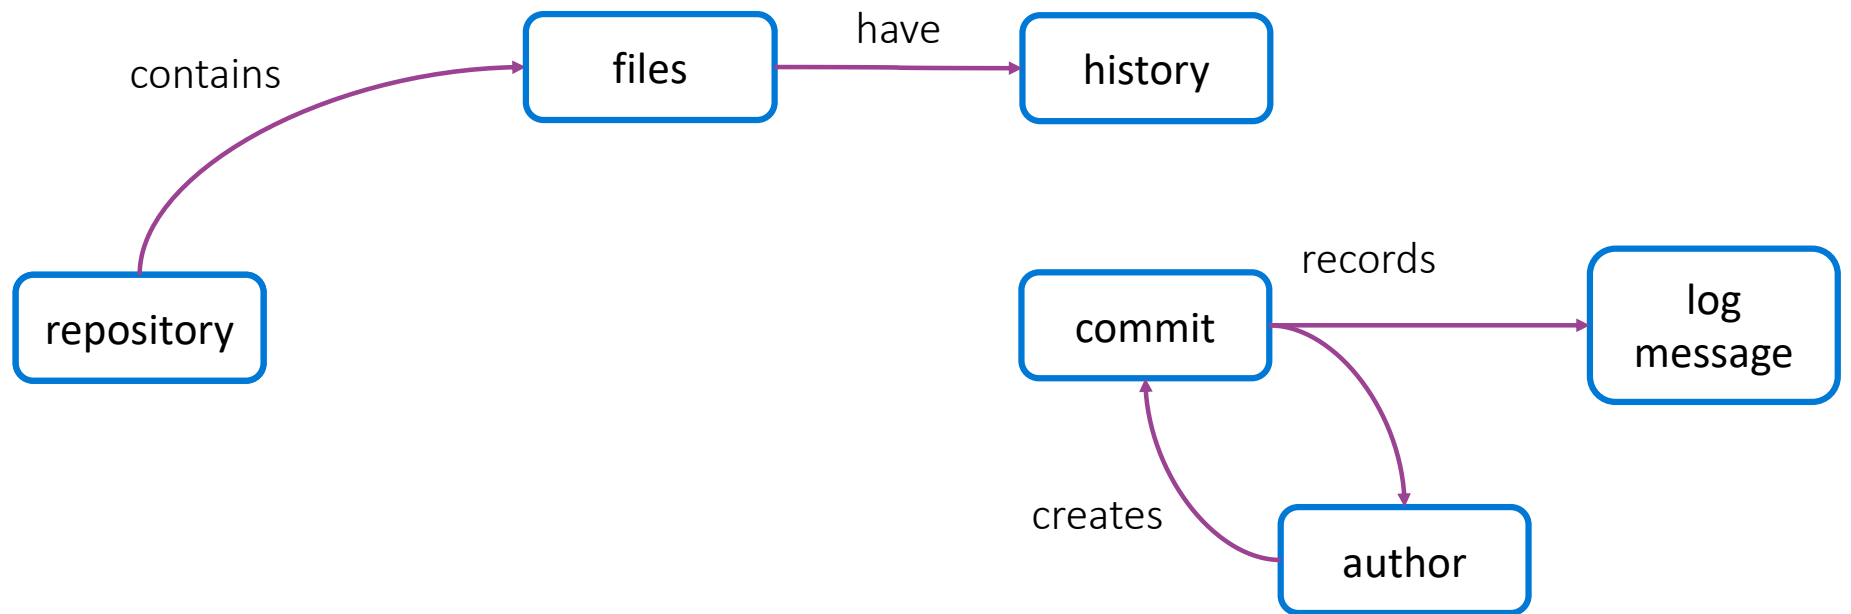 contains
files
have
history
repository
commit
records
log
message
creates
author